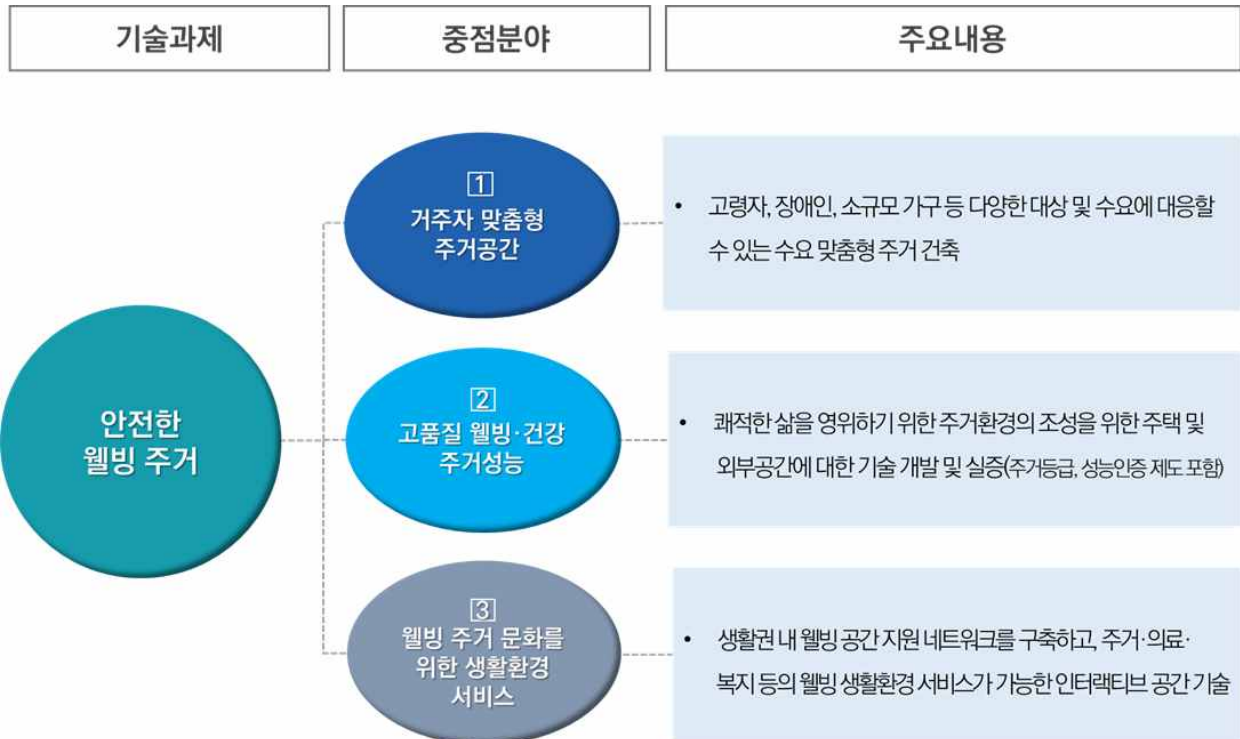 기술과제
중점분야
주요내용
안전한
웰빙 주거
1
거주자 맞춤형
주거공간
• 고령자, 장애인, 소규모 가구 등 다양한 대상 및 수요에 대응할
수 있는 수요 맞춤형 주거 건축
2
고품질 웰빙·건강
주거성능
• 쾌적한 삶을 영위하기 위한 주거환경의 조성을 위한 주택 및
외부공간에 대한 기술 개발 및 실증(주거등급, 성능인증 제도 포함)
3
웰빙 주거 문화를
위한 생활환경
서비스
• 생활권 내 웰빙 공간 지원 네트워크를 구축하고, 주거·의료·
복지 등의 웰빙 생활환경 서비스가 가능한 인터랙티브 공간 기술